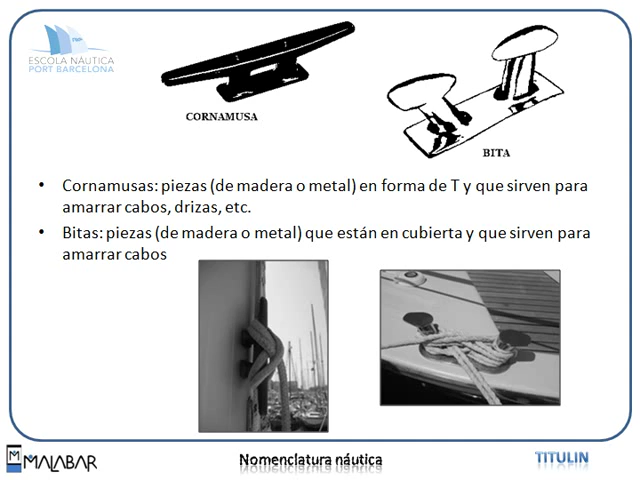 ESCOLA NÁUTICA
PORT BARCELONA
CORNAMUSA
BITA
• Cornamusas: piezas (de madera o metal) en forma de T y que sirven para
amarrar cabos, drizas, etc.
• Bitas: piezas (de madera o metal) que están en cubierta y que sirven para
amarrar cabos
MALABAR
Nomenclatura náutica
TITULIN